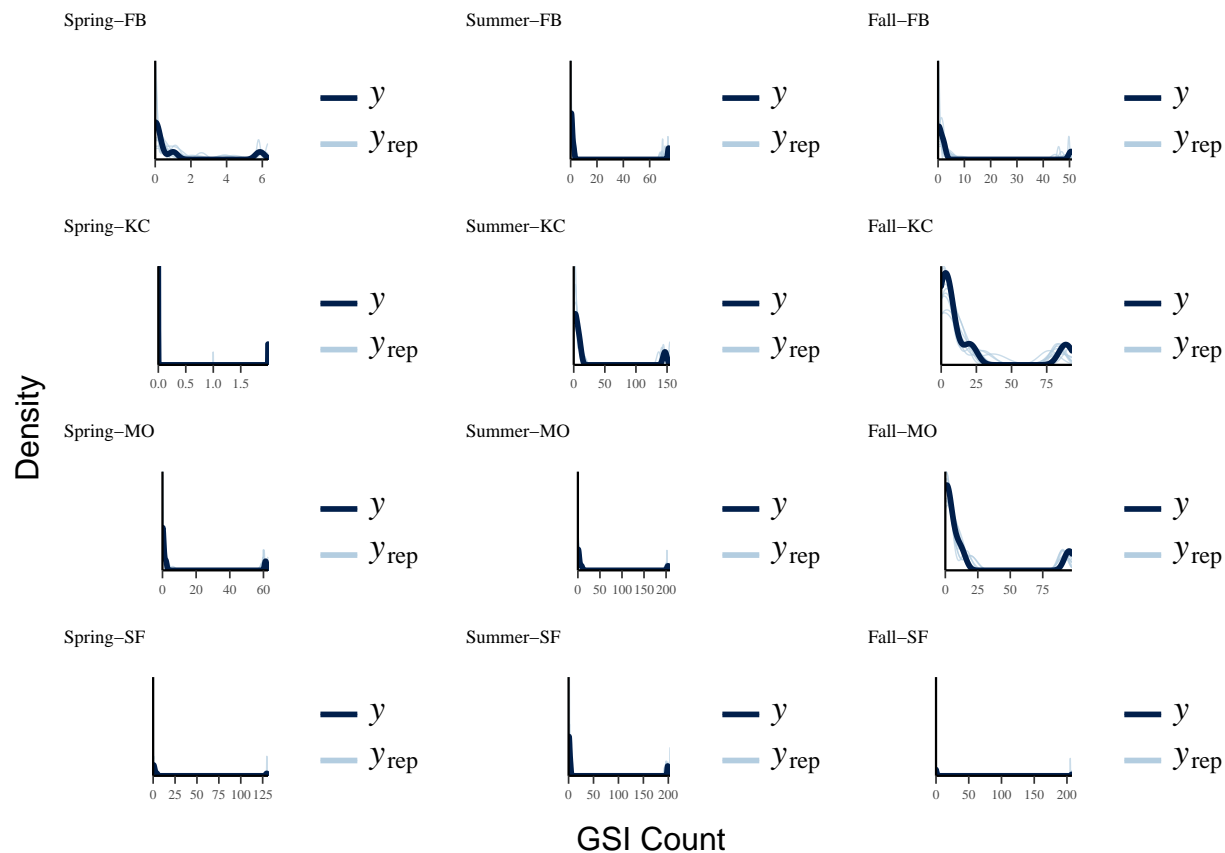 Spring–FB Summer–FB Fall–FB
y y y
yrep yrep yrep
0 2 4 6 0 20 40 60 0 10 20 30 40 50
Spring–KC Summer–KC Fall–KC
y y y
yrep yrep yrep
0.0 0.5 1.0 1.5 0 50 100 150 0 25 50 75
Density
Spring–MO Summer–MO Fall–MO
y y y
yrep yrep yrep
0 20 40 60 0 50 100 150 200 0 25 50 75
Spring–SF Summer–SF Fall–SF
y y y
yrep yrep yrep
0 25 50 75 100 125 0 50 100 150 200 0 50 100 150 200
GSI Count